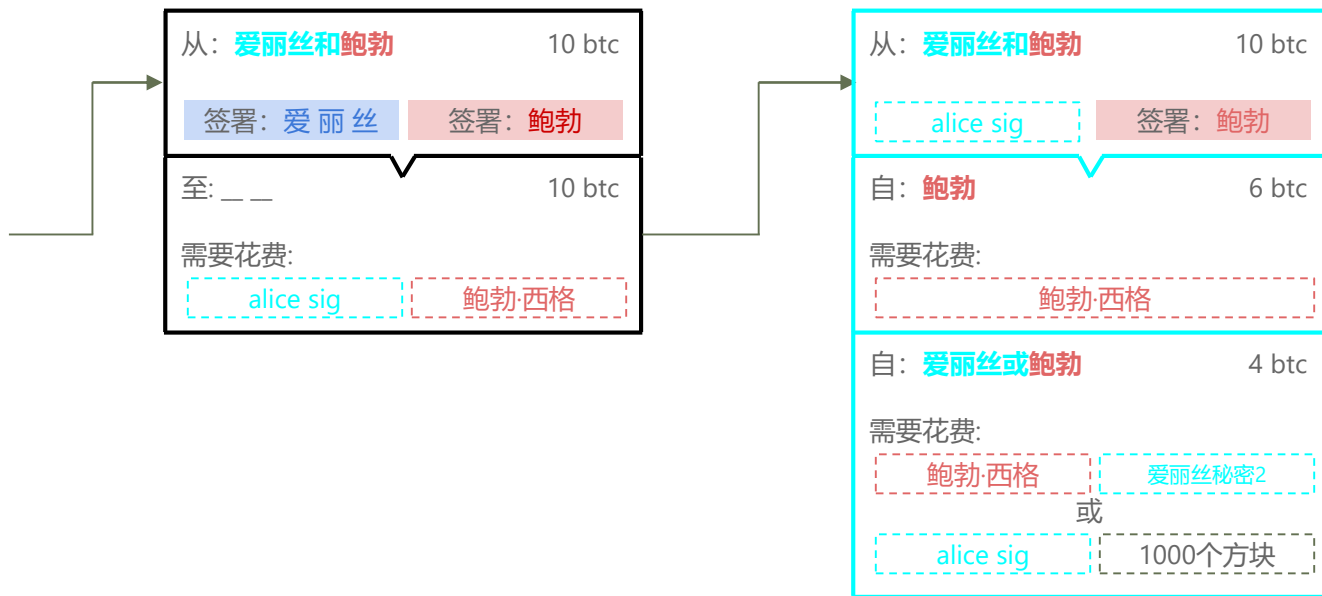 从：爱丽丝和鲍勃 10 btc
签署：爱 丽 丝 签署：鲍勃
至: __ __ 10 btc
需要花费:
alice sig 鲍勃·西格
从：爱丽丝和鲍勃 10 btc
alice sig 签署：鲍勃
自：鲍勃 6 btc
需要花费:
鲍勃·西格
自：爱丽丝或鲍勃 4 btc
需要花费:
鲍勃·西格 爱丽丝秘密2
或
alice sig 1000个方块